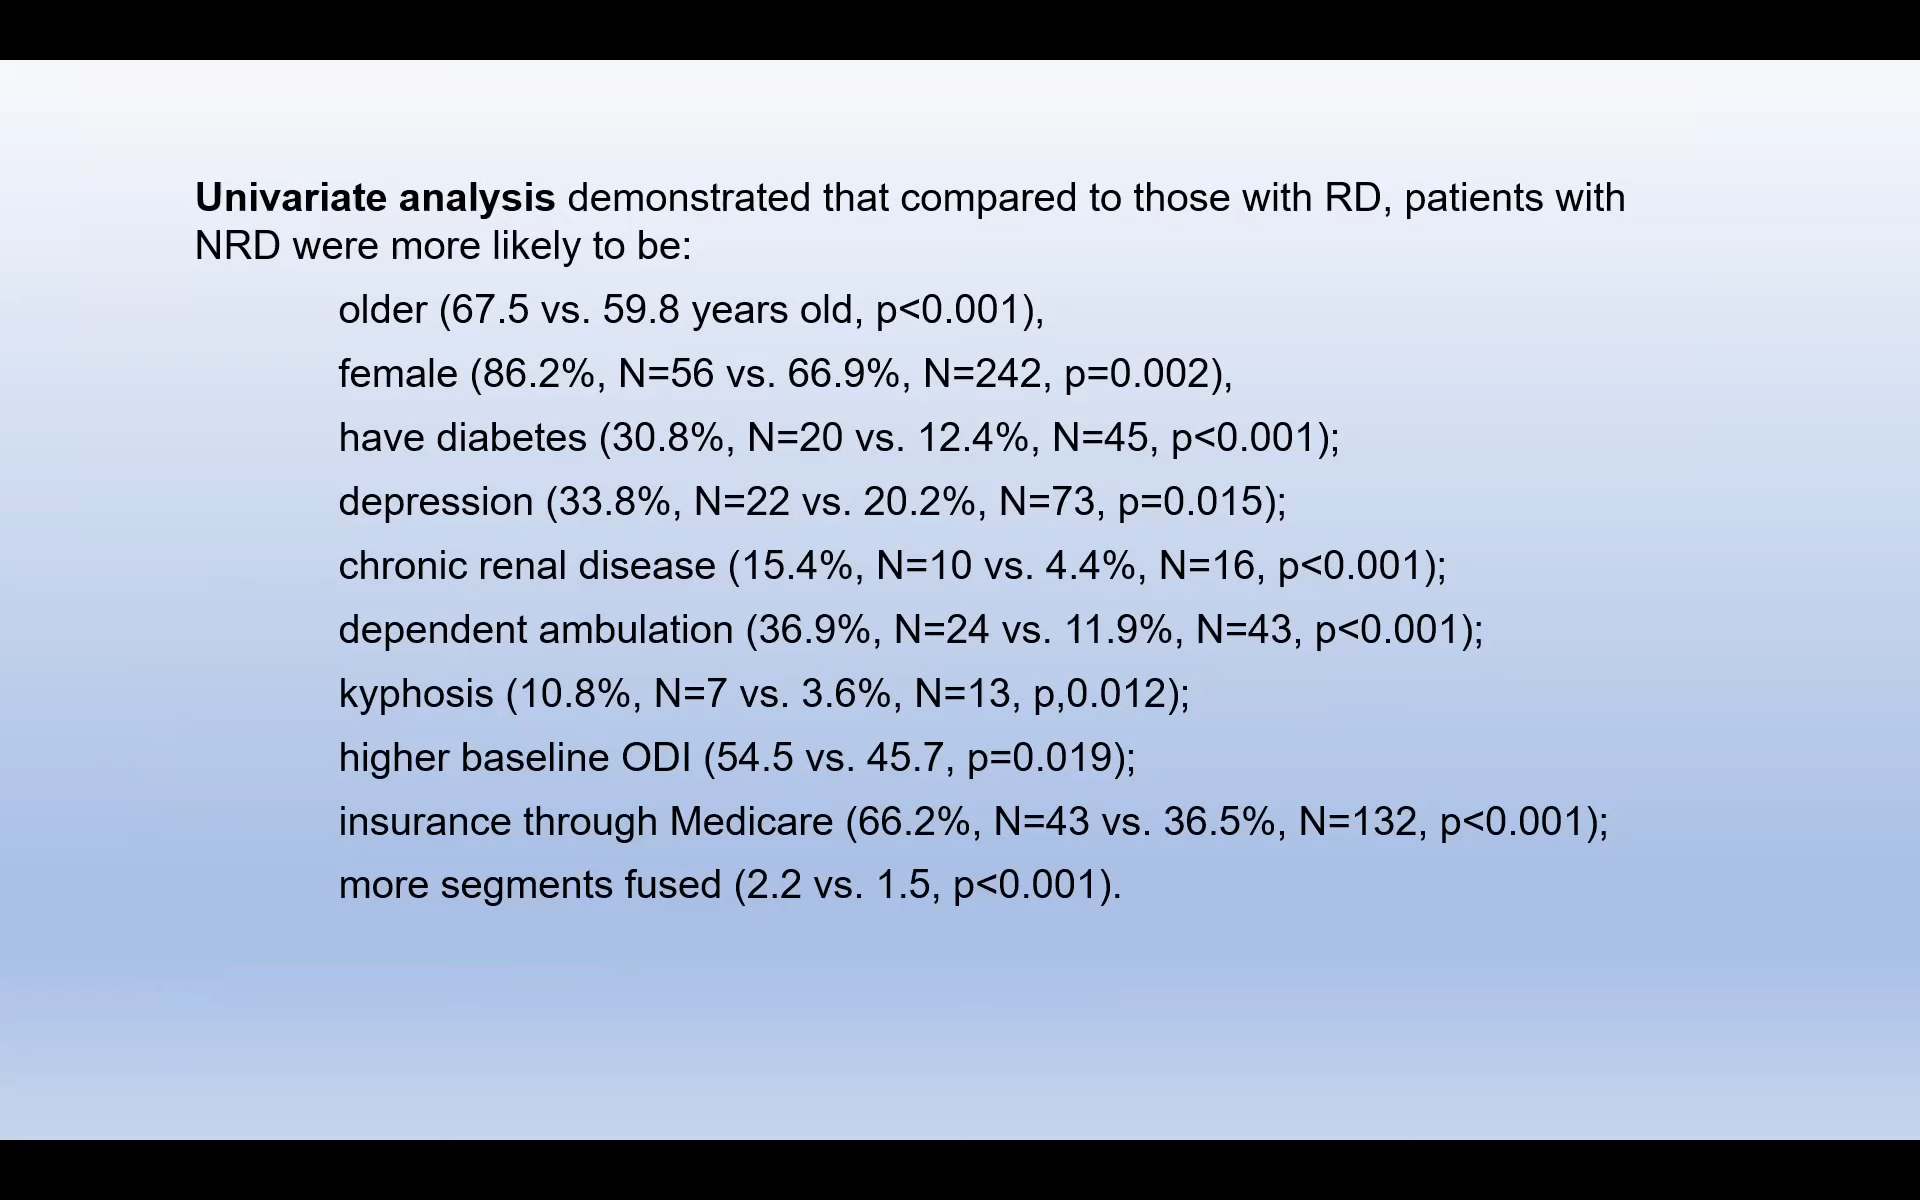 Univariate analysis demonstrated that compared to those with RD, patients with
NRD were more likely to be:
older (67.5 vs. 59.8 years old, p<0.001),
female (86.2%, N=56 vs. 66.9%, N=242, p=0.002),
have diabetes (30.8%, N=20 vs. 12.4%, N=45, p<0.001);
depression (33.8%, N=22 vs. 20.2%, N=73, p=0.015);
chronic renal disease (15.4%, N=10 vs. 4.4%, N=16, p<0.001);
dependent ambulation (36.9%, N=24 vs. 11.9%, N=43, p<0.001);
kyphosis (10.8%, N=7 vs. 3.6%, N=13, p,0.012);
higher baseline ODI (54.5 vs. 45.7, p=0.019);
insurance through Medicare (66.2%, N=43 vs. 36.5%, N=132, p<0.001);
more segments fused (2.2 vs. 1.5, p<0.001).